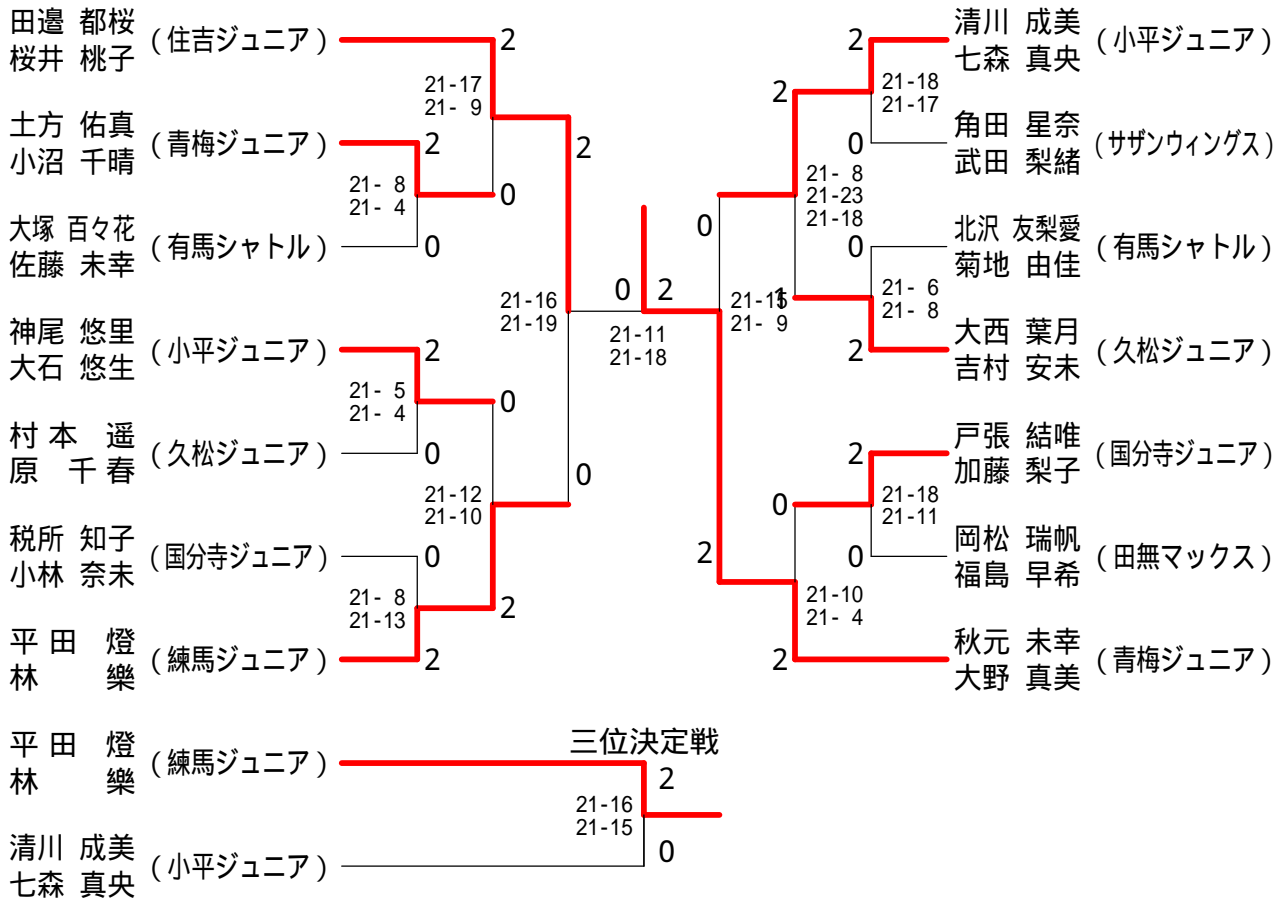 田邉 都桜
桜井 桃子
(住吉ジュニア)
2
21-17
21- 9
土方 佑真
小沼 千晴
(青梅ジュニア)
2
21- 8
21- 4
0
大塚 百々花
佐藤 未幸
(有馬シャトル)
0
2
21-16
21-19
神尾 悠里
大石 悠生
(小平ジュニア)
2
21- 5
21- 4
0
村本 遥
原 千春
(久松ジュニア)
0
21-12
21-10
0
税所 知子
小林 奈未
(国分寺ジュニア)
0
21- 8
21-13
2
平田 燈
林 樂
(練馬ジュニア)
2
0
2
21-11
21-18
清川 成美
七森 真央
(小平ジュニア)
2
21-18
21-17
2
角田 星奈
武田 梨緒
(サザンウィングス)
0
21- 8
21-23
21-18
0
北沢 友梨愛
菊地 由佳
(有馬シャトル)
0
21- 6
21- 8
1
大西 葉月
吉村 安未
(久松ジュニア)
2
21-15
21- 9
戸張 結唯
加藤 梨子
(国分寺ジュニア)
2
21-18
21-11
0
岡松 瑞帆
福島 早希
(田無マックス)
0
2
21-10
21- 4
秋元 未幸
大野 真美
(青梅ジュニア)
2
三位決定戦
平田 燈
林 樂
(練馬ジュニア)
2
21-16
21-15
清川 成美
七森 真央
(小平ジュニア)
0